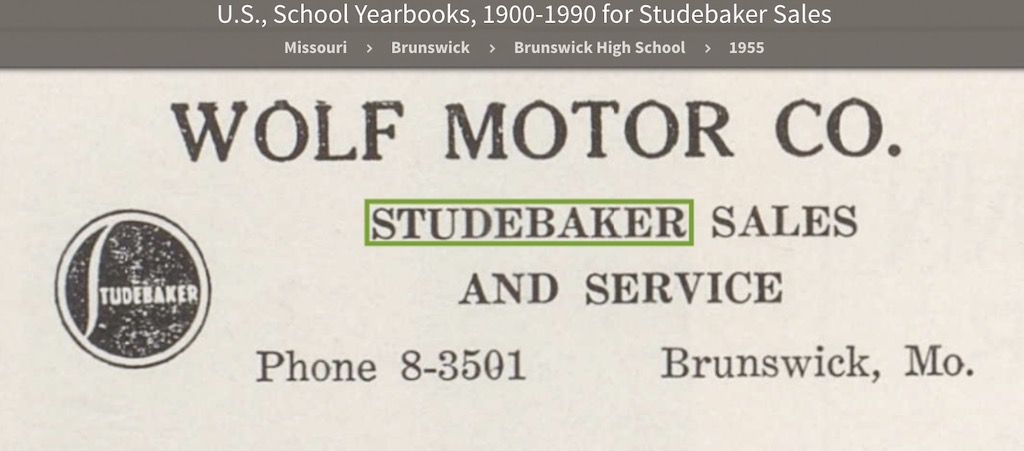 U.S., School Yearbooks, 1900-1990 for Studebaker Sales
Missouri > Brunswick > Brunswick High School > 1955
WOLF MOTOR CO.
STUDEBAKER SALES
AND SERVICE
STUDEBAKER
Phone 8-3501 Brunswick, Mo.